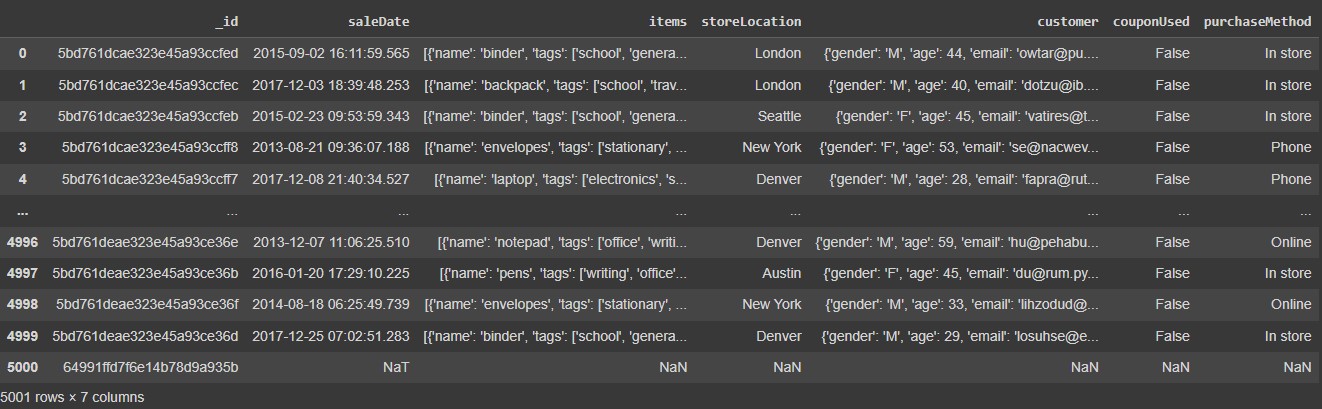 _id saleDate items storeLocation customer couponUsed purchaseMethod
0 5bd761dcae323e45a93ccfed 2015-09-02 16:11:59.565 [{'name': 'binder', 'tags': ['school', 'genera... London {'gender': 'M', 'age': 44, 'email': 'owtar@pu.... False In store
1 5bd761dcae323e45a93ccfec 2017-12-03 18:39:48.253 [{'name': 'backpack', 'tags': ['school', 'trav... London {'gender': 'M', 'age': 40, 'email': 'dotzu@ib.... False In store
2 5bd761dcae323e45a93ccfeb 2015-02-23 09:53:59.343 [{'name': 'binder', 'tags': ['school', 'genera... Seattle {'gender': 'F', 'age': 45, 'email': 'vatires@t... False In store
3 5bd761dcae323e45a93ccff8 2013-08-21 09:36:07.188 [{'name': 'envelopes', 'tags': ['stationary', ... New York {'gender': 'F', 'age': 53, 'email': 'se@nacwev... False Phone
4 5bd761dcae323e45a93ccff7 2017-12-08 21:40:34.527 [{'name': 'laptop', 'tags': ['electronics', 's... Denver {'gender': 'M', 'age': 28, 'email': 'fapra@rut... False Phone
... ... ... ... ... ... ... ...
4996 5bd761deae323e45a93ce36e 2013-12-07 11:06:25.510 [{'name': 'notepad', 'tags': ['office', 'writi... Denver {'gender': 'M', 'age': 59, 'email': 'hu@pehabu... False Online
4997 5bd761deae323e45a93ce36b 2016-01-20 17:29:10.225 [{'name': 'pens', 'tags': ['writing', 'office'... Austin {'gender': 'F', 'age': 45, 'email': 'du@rum.py... False In store
4998 5bd761deae323e45a93ce36f 2014-08-18 06:25:49.739 [{'name': 'envelopes', 'tags': ['stationary', ... New York {'gender': 'M', 'age': 33, 'email': 'lihzodud@... False Online
4999 5bd761deae323e45a93ce36d 2017-12-25 07:02:51.283 [{'name': 'binder', 'tags': ['school', 'genera... Denver {'gender': 'M', 'age': 29, 'email': 'losuhse@e... False In store
5000 64991ffd7f6e14b78d9a935b NaT NaN NaN NaN NaN NaN
5001 rows × 7 columns